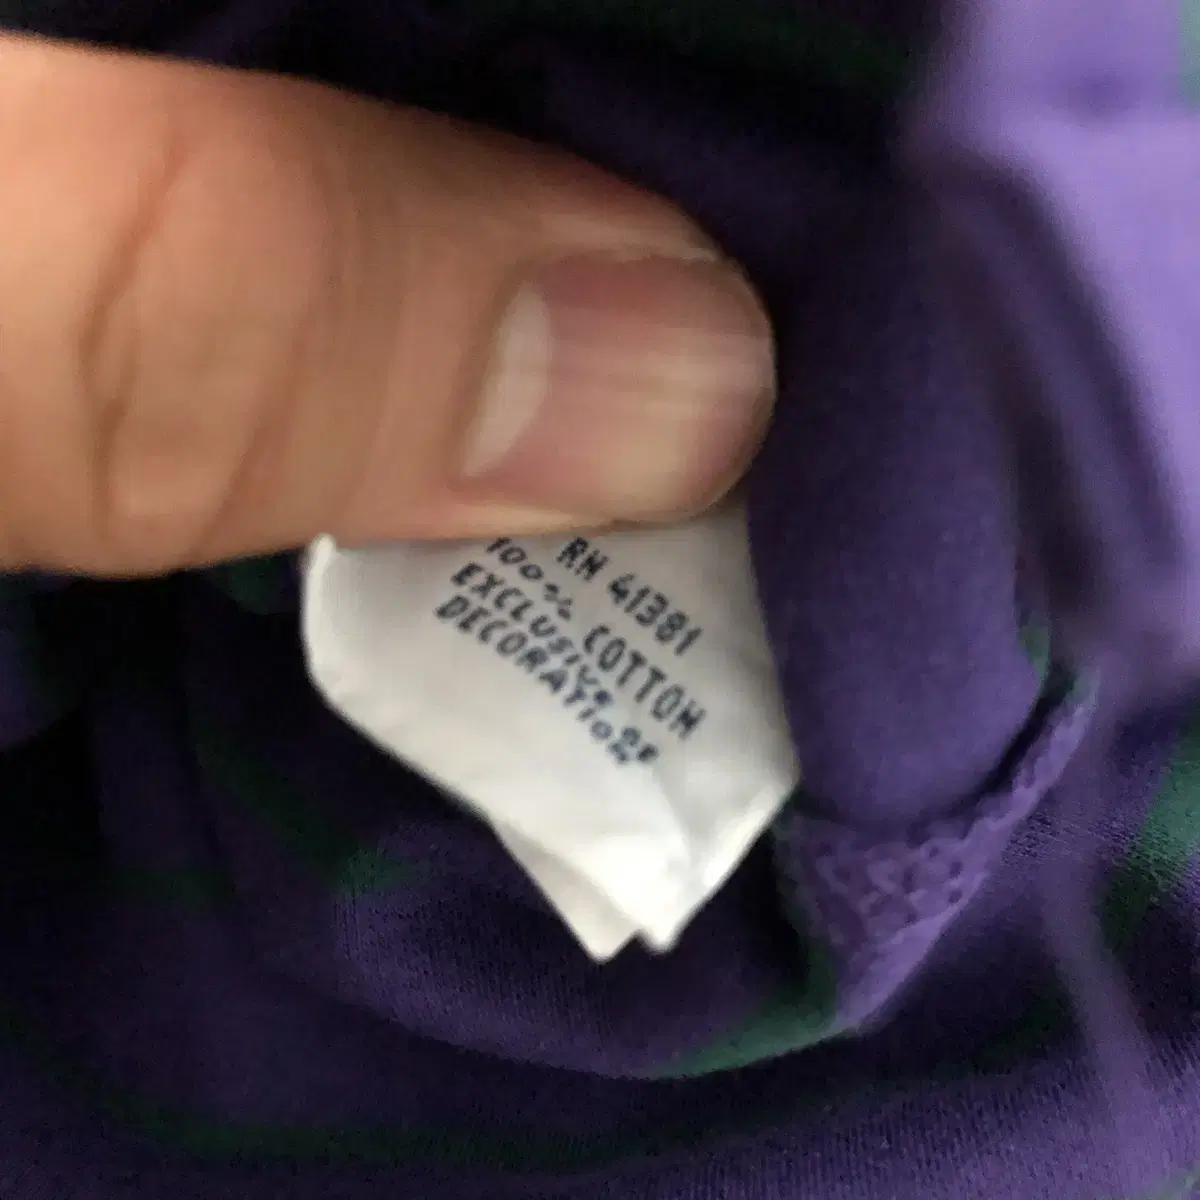 RN 41381
100% COTTON
EXCLUSIVE
DECORATION